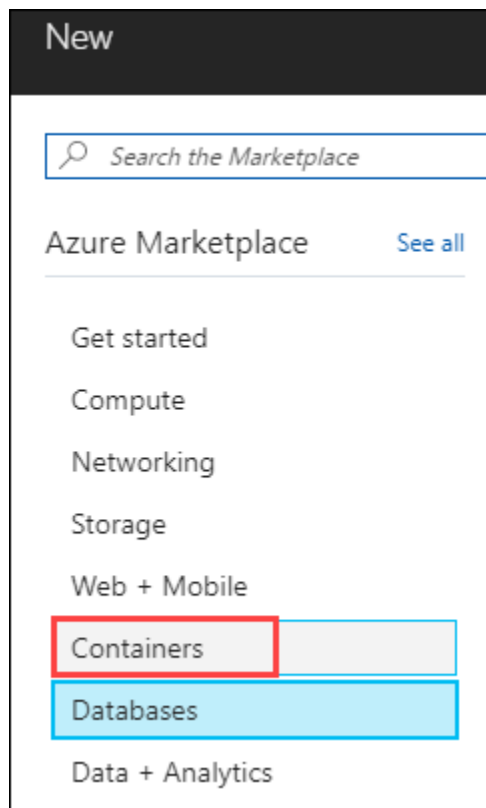 New
Search the Marketplace
Azure Marketplace See all
Get started
Compute
Networking
Storage
Web + Mobile
Containers
Databases
Data + Analytics